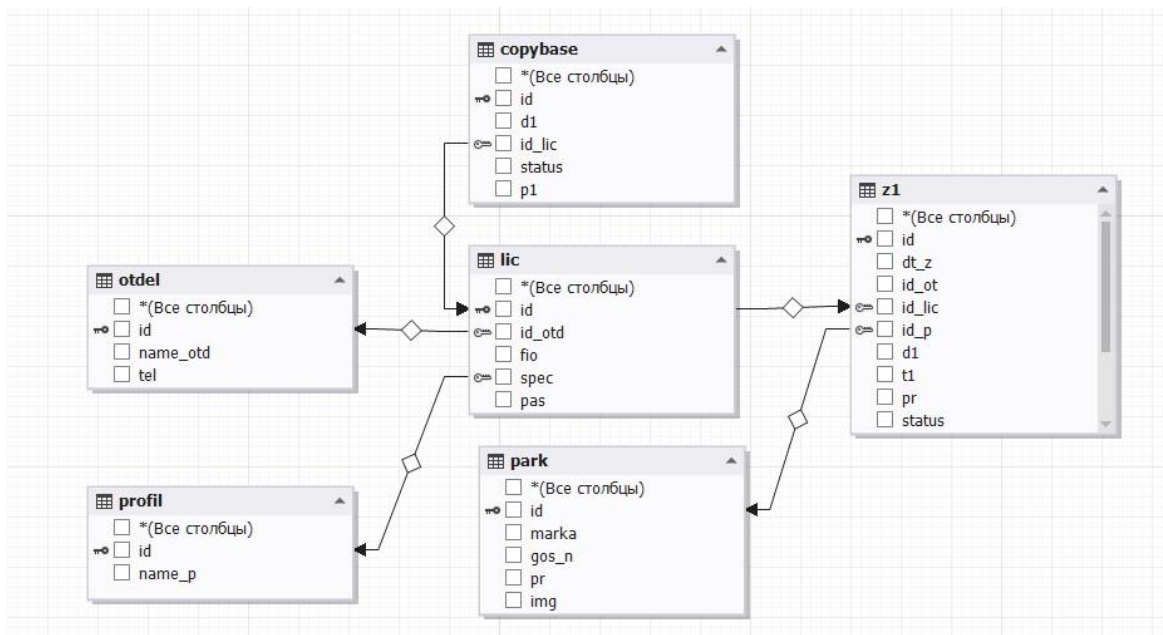 copybase
*(Все столбцы)
id
d1
id_lic
status
p1
otdel
*(Все столбцы)
id
name_otd
tel
lic
*(Все столбцы)
id
id_otd
fio
spec
pas
z1
*(Все столбцы)
id
dt_z
id_ot
id_lic
id_p
d1
t1
pr
status
profil
*(Все столбцы)
id
name_p
park
*(Все столбцы)
id
marka
gos_n
pr
img